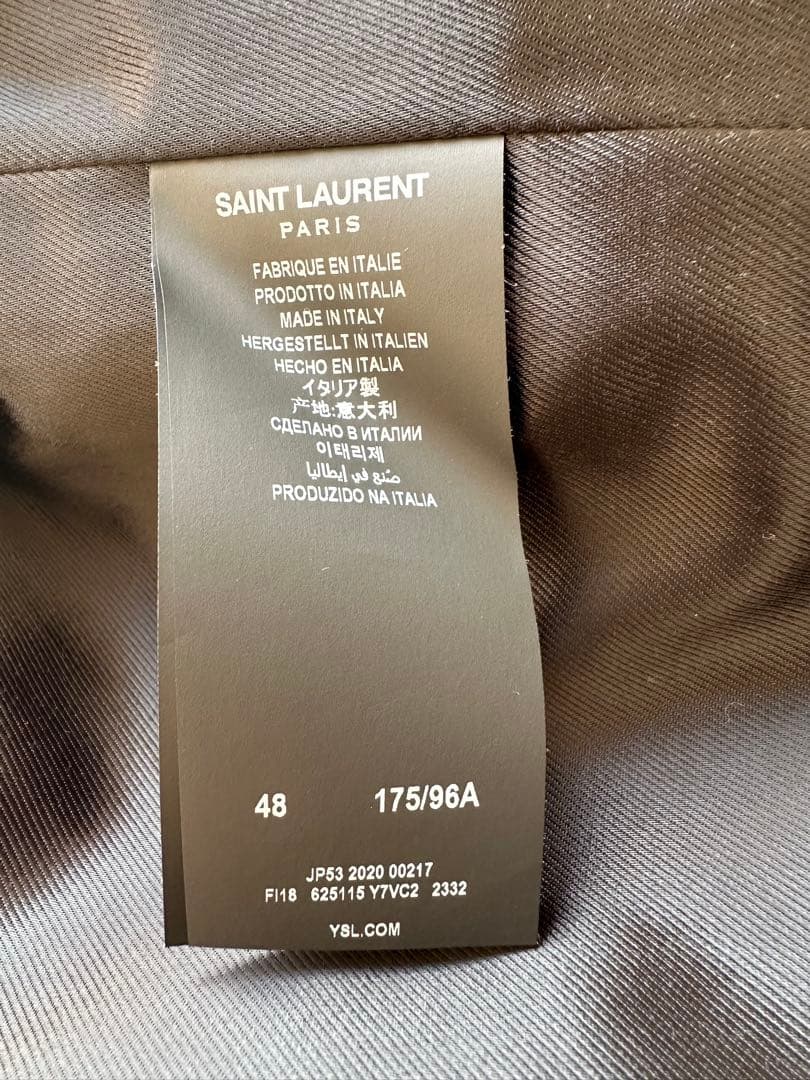 SAINT LAURENT
PARIS
FABRIQUE EN ITALIE
PRODOTTO IN ITALIA
MADE IN ITALY
HERGESTELLT IN ITALIEN
HECHO EN ITALIA
イタリア製
产地:意大利
СДЕЛАНО В ИТАЛИИ
이태리제
صنع في إيطاليا
PRODUZIDO NA ITALIA
48 175/96A
JP53 2020 00217
FI18 625115 Y7VC2 2332
YSL.COM